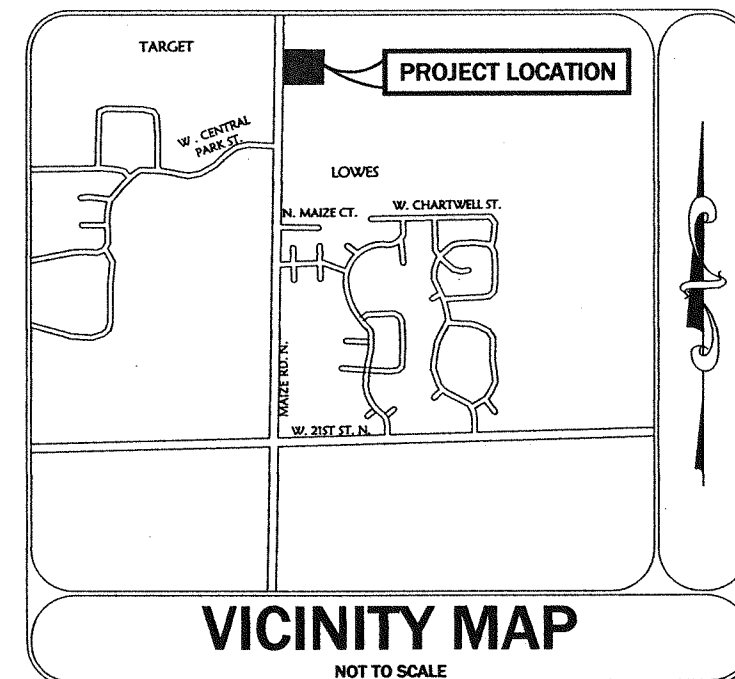 TARGET
PROJECT LOCATION
W . CENTRAL
PARK ST.
LOWES
N. MAIZE CT.
W. CHARTWELL ST.
MAIZE RD. N.
W. 21ST ST. N.
VICINITY MAP
NOT TO SCALE